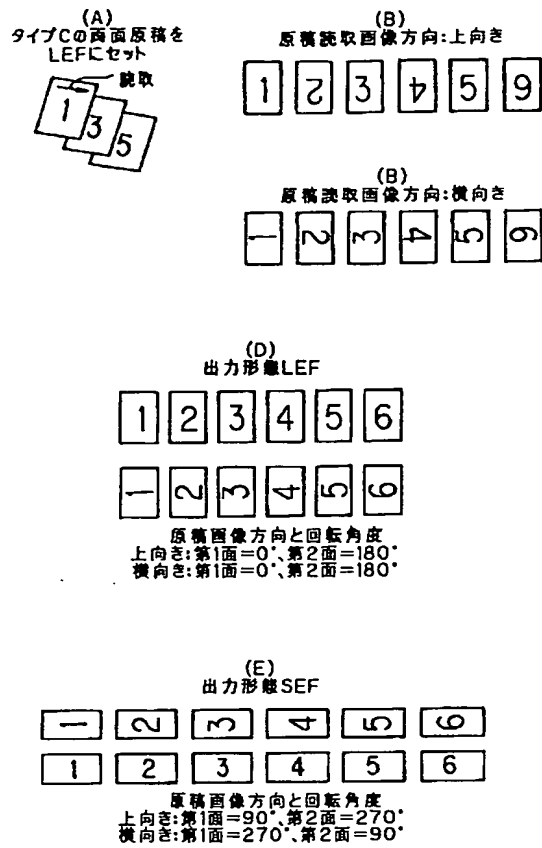 (A)
タイプCの両面原稿を
LEFにセット
読取
1
3
5
(B)
原稿読取画像方向:上向き
1 2 3 4 5 6
(B)
原稿読取画像方向:横向き
1 2 3 4 5 6
(D)
出力形態LEF
1 2 3 4 5 6
1 2 3 4 5 6
原稿画像方向と回転角度
上向き:第1面=0°、第2面=180°
横向き:第1面=0°、第2面=180°
(E)
出力形態SEF
1 2 3 4 5 6
1 2 3 4 5 6
原稿画像方向と回転角度
上向き:第1面=90°、第2面=270°
横向き:第1面=270°、第2面=90°